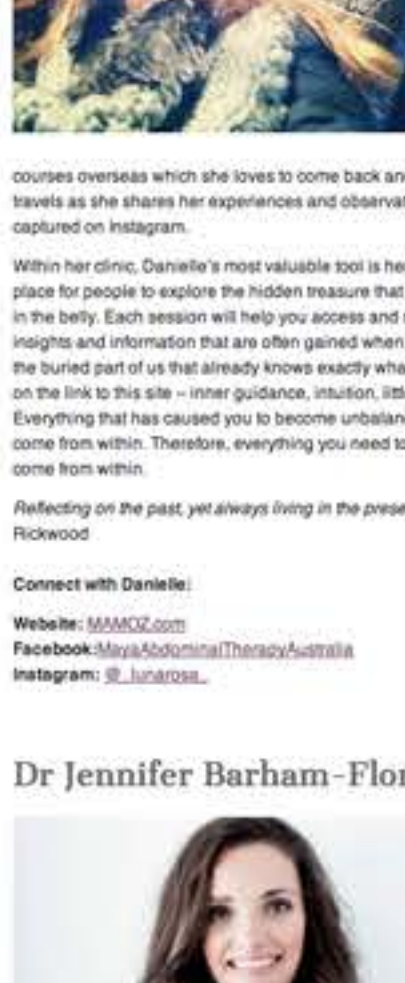 courses overseas which she loves to come back and
travels as she shares her experiences and observat
captured on Instagram.
Within her clinic, Danielle's most valuable tool is her
place for people to explore the hidden treasure that
in the belly. Each session will help you access and
insights and information that are often gained when
the buried part of us that already knows exactly wha
on the link to this site – inner guidance, intuition, littl
Everything that has caused you to become unbalanc
come from within. Therefore, everything you need to
come from within.
Reflecting on the past, yet always living in the prese
Rickwood
Connect with Danielle:
Website: MAMOZ.com
Facebook:MayaAbdominalTherapyAustralia
Instagram: @_lunarosa_
Dr Jennifer Barham-Flor